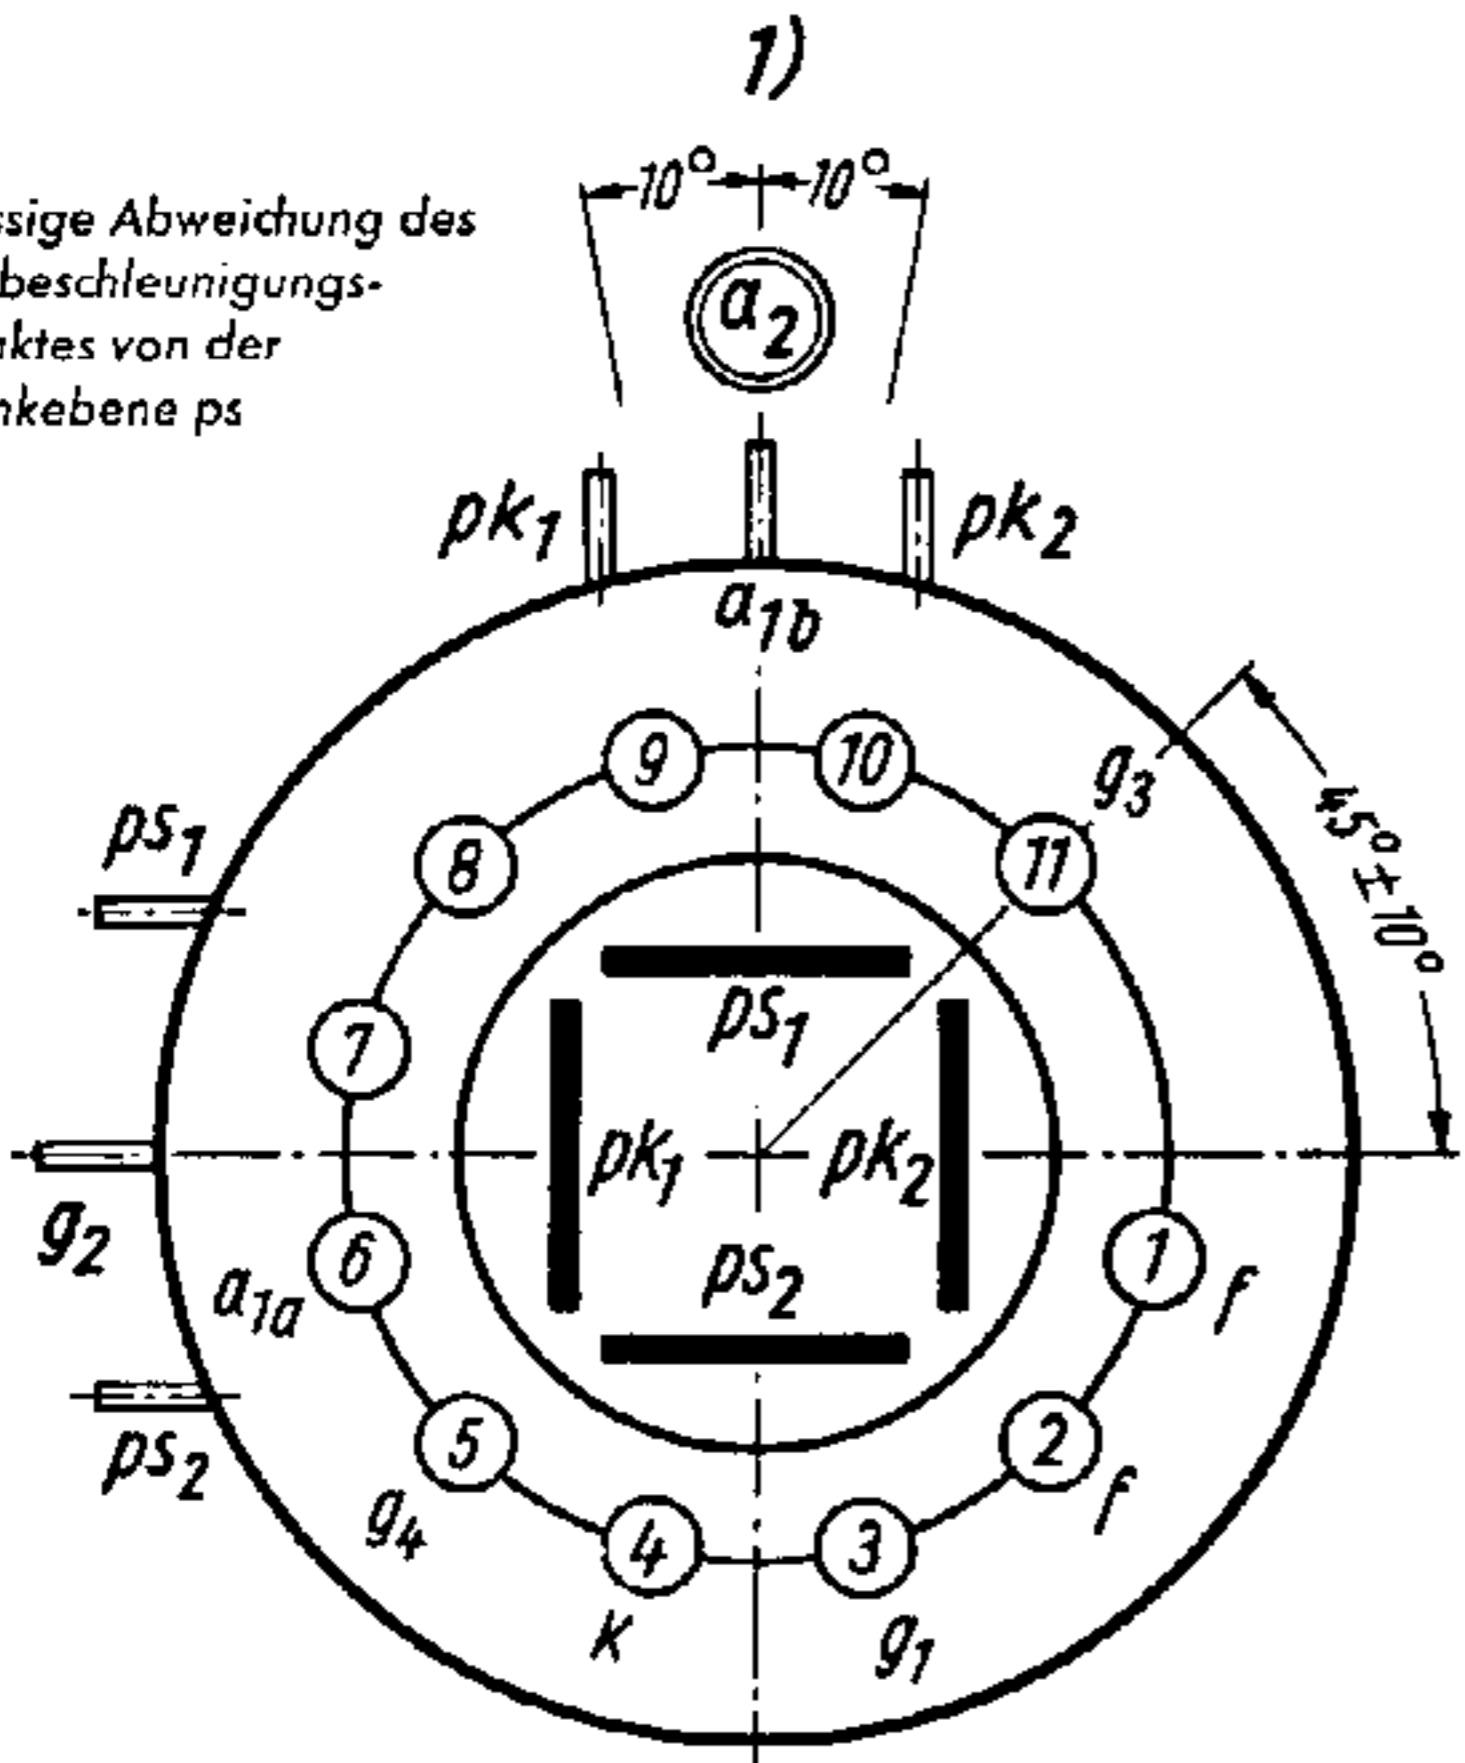 1)
10° 10°
ssige Abweichung des
beschleunigungs-
aktes von der
nkebene ps
a2
pk1 pk2
a1b
9 10 g3
45° ± 10°
ps1 8 11
ps1
7
pk1 pk2
g2 6 ps2 1 f
a1a
ps2 5 2 f
g4 4 3
k g1